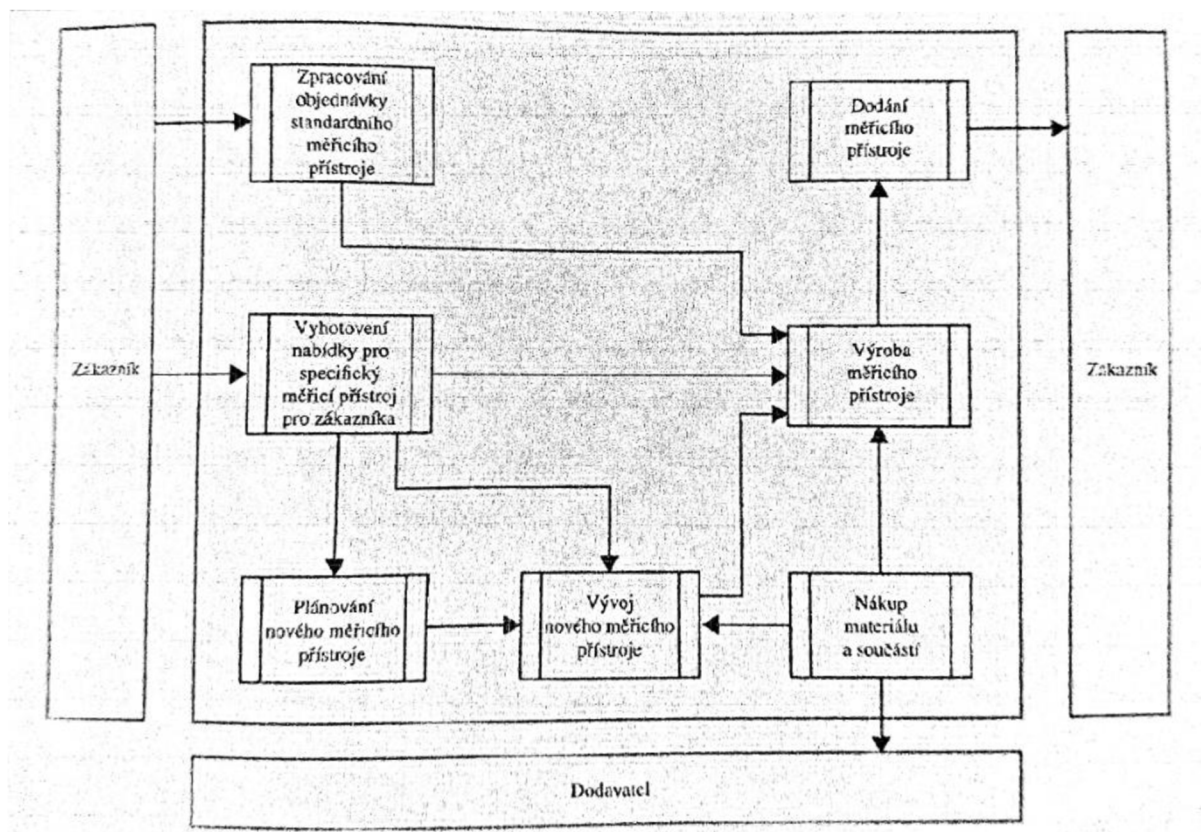 Zpracování
objednávky
standardního
měřicího
přístroje
Dodání
měřicího
přístroje
Zákazník
Vyhotovení
nabídky pro
specifický
měřicí přístroj
pro zákazníka
Výroba
měřicího
přístroje
Zákazník
Plánování
nového měřicího
přístroje
Vývoj
nového měřicího
přístroje
Nákup
materiálu
a součástí
Dodavatel